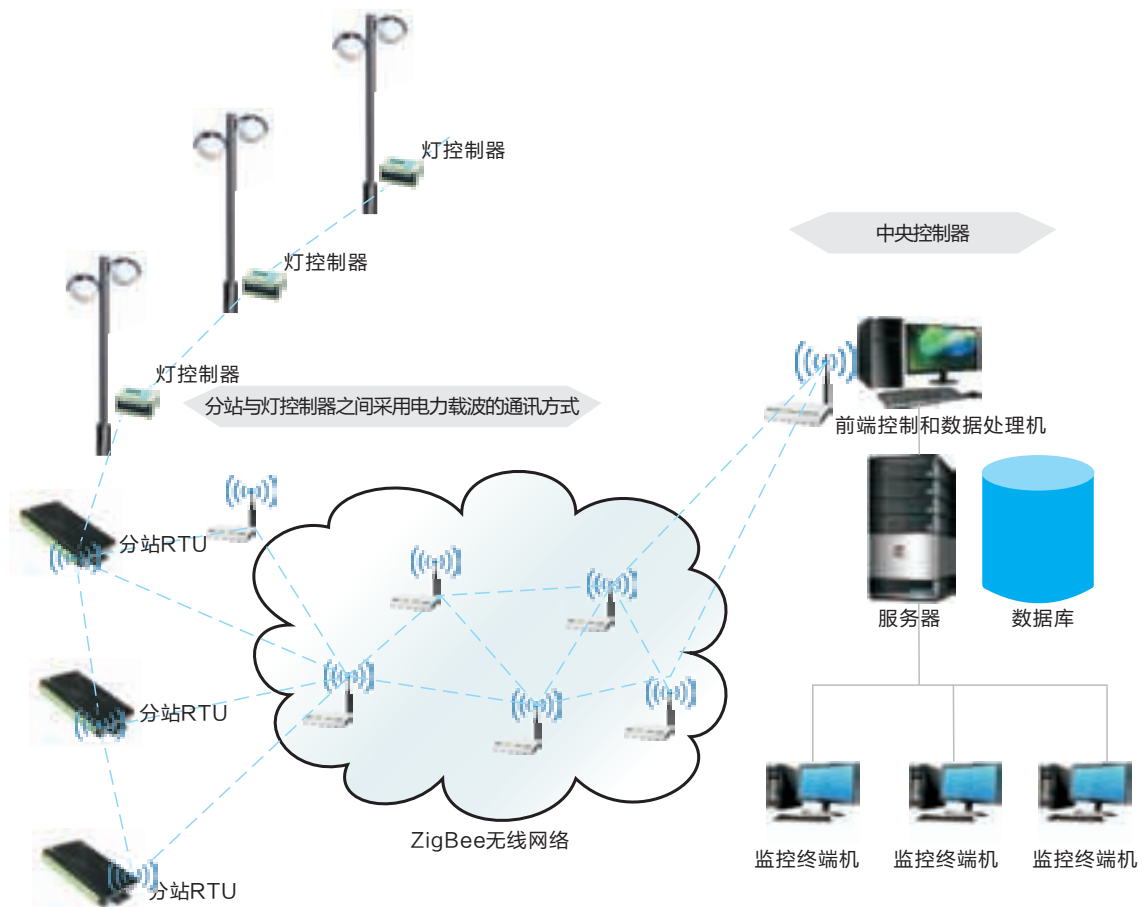 灯控制器
灯控制器
灯控制器
中央控制器
分站与灯控制器之间采用电力载波的通讯方式
前端控制和数据处理机
分站RTU
服务器
数据库
分站RTU
ZigBee无线网络
监控终端机
监控终端机
监控终端机
分站RTU